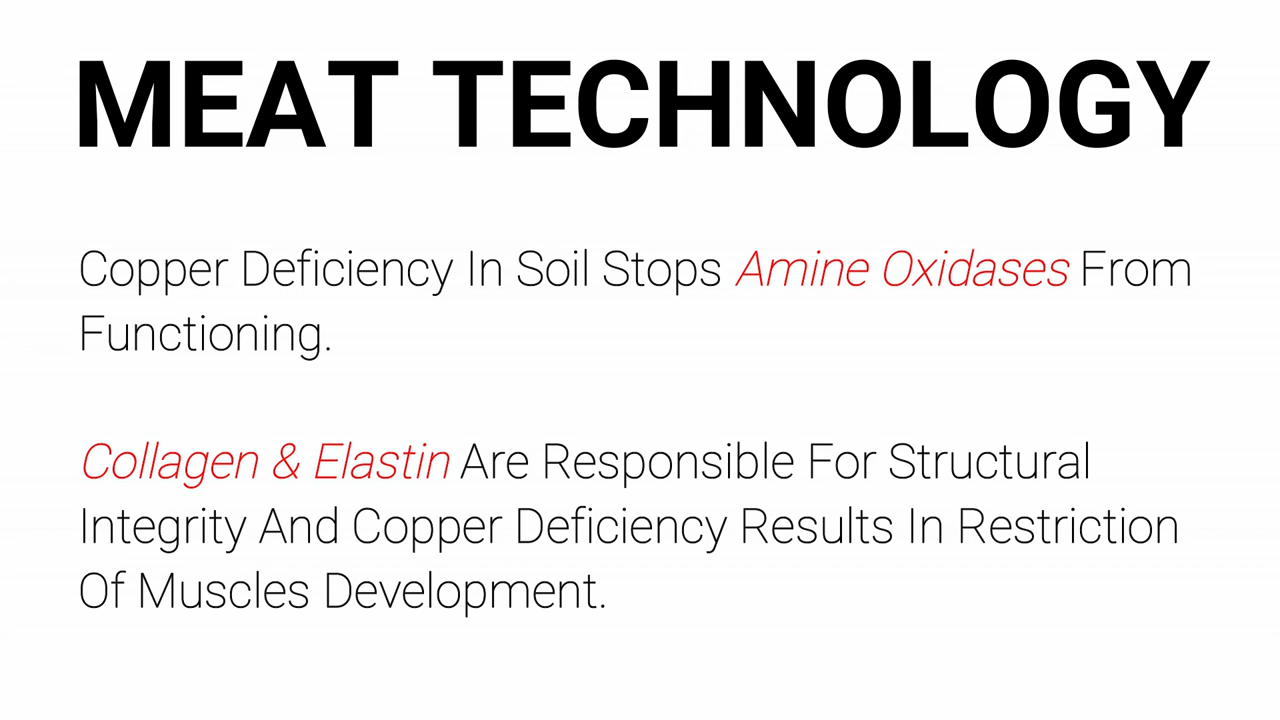 MEAT TECHNOLOGY
Copper Deficiency In Soil Stops Amine Oxidases From
Functioning.
Collagen & Elastin Are Responsible For Structural
Integrity And Copper Deficiency Results In Restriction
Of Muscles Development.